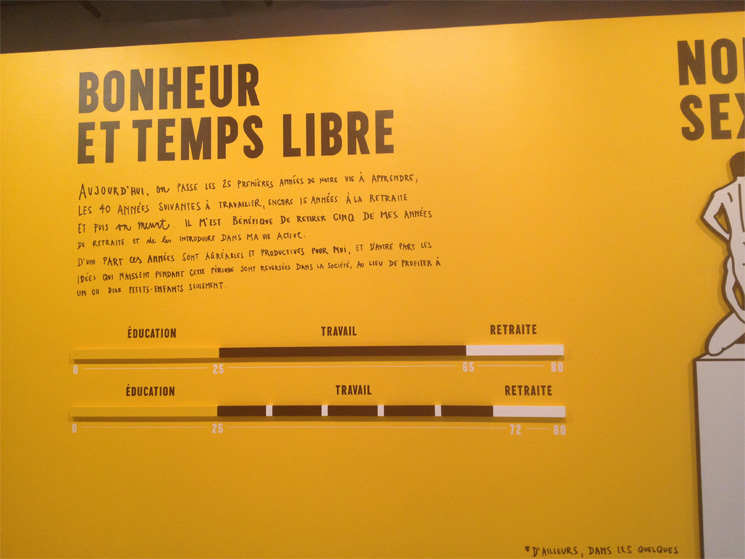 BONHEUR
ET TEMPS LIBRE
AUJOURD'HUI, on PASSE LES 25 PREMIÈRES ANNÉES DE NOTRE VIE À APPRENDRE,
LES 40 ANNÉES SUIVANTES À TRAVAILLER, ENCORE 15 ANNÉES À LA RETRAITE
ET PUIS on meurt. IL M'EST BÉNÉFIQUE DE RETIRER CINQ DE MES ANNÉES
DE RETRAITE ET de les INTRODUIRE DANS MA VIE ACTIVE.
D'UNE PART CES ANNÉES SONT AGRÉABLES ET PRODUCTIVES POUR MOI, ET D'AUTRE PART LES
IDÉES QUI NAISSENT PENDANT CETTE PÉRIODE SONT REVERSÉES DANS LA SOCIÉTÉ, AU LIEU DE PROFITER À
UN OU DEUX PETITS-ENFANTS SEULEMENT.
ÉDUCATION TRAVAIL RETRAITE
0 25 65 80
ÉDUCATION TRAVAIL RETRAITE
0 25 72 80
NO
SEX
*D'AILLEURS, DANS LES QUELQUES